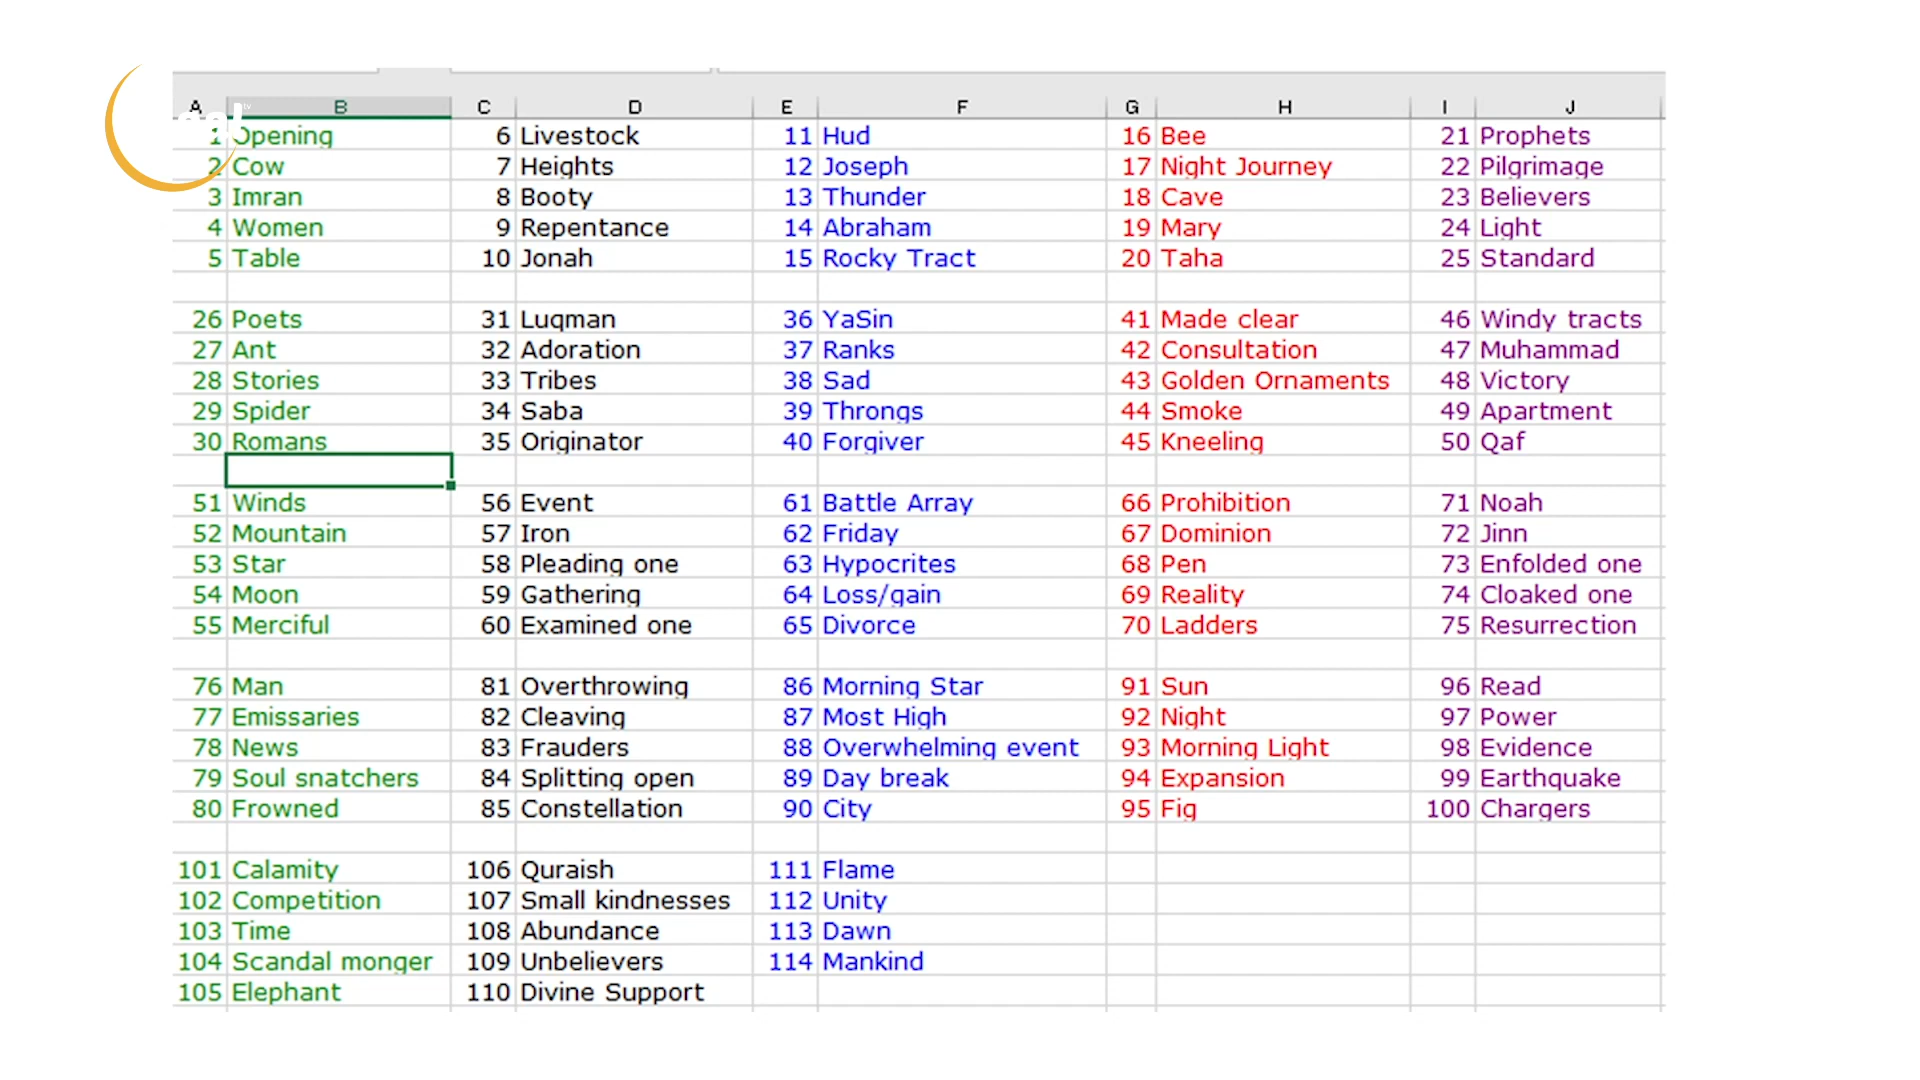 A B C D E F G H I J
1 Opening 6 Livestock 11 Hud 16 Bee 21 Prophets
2 Cow 7 Heights 12 Joseph 17 Night Journey 22 Pilgrimage
3 Imran 8 Booty 13 Thunder 18 Cave 23 Believers
4 Women 9 Repentance 14 Abraham 19 Mary 24 Light
5 Table 10 Jonah 15 Rocky Tract 20 Taha 25 Standard
26 Poets 31 Luqman 36 YaSin 41 Made clear 46 Windy tracts
27 Ant 32 Adoration 37 Ranks 42 Consultation 47 Muhammad
28 Stories 33 Tribes 38 Sad 43 Golden Ornaments 48 Victory
29 Spider 34 Saba 39 Throngs 44 Smoke 49 Apartment
30 Romans 35 Originator 40 Forgiver 45 Kneeling 50 Qaf
51 Winds 56 Event 61 Battle Array 66 Prohibition 71 Noah
52 Mountain 57 Iron 62 Friday 67 Dominion 72 Jinn
53 Star 58 Pleading one 63 Hypocrites 68 Pen 73 Enfolded one
54 Moon 59 Gathering 64 Loss/gain 69 Reality 74 Cloaked one
55 Merciful 60 Examined one 65 Divorce 70 Ladders 75 Resurrection
76 Man 81 Overthrowing 86 Morning Star 91 Sun 96 Read
77 Emissaries 82 Cleaving 87 Most High 92 Night 97 Power
78 News 83 Frauders 88 Overwhelming event 93 Morning Light 98 Evidence
79 Soul snatchers 84 Splitting open 89 Day break 94 Expansion 99 Earthquake
80 Frowned 85 Constellation 90 City 95 Fig 100 Chargers
101 Calamity 106 Quraish 111 Flame
102 Competition 107 Small kindnesses 112 Unity
103 Time 108 Abundance 113 Dawn
104 Scandal monger 109 Unbelievers 114 Mankind
105 Elephant 110 Divine Support